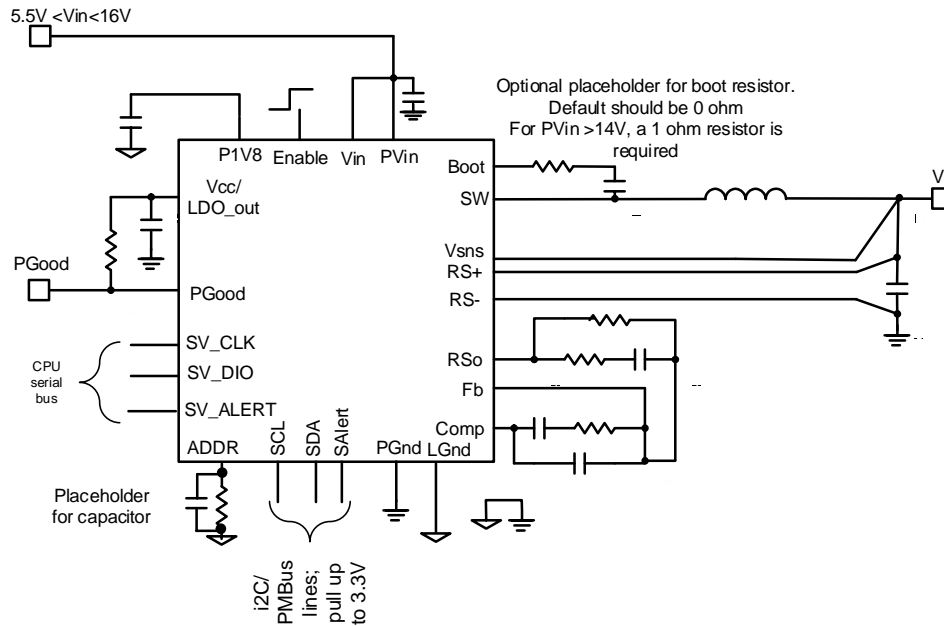 5.5V <Vin<16V
Optional placeholder for boot resistor.
Default should be 0 ohm
For PVin >14V, a 1 ohm resistor is
required
P1V8
Enable
Vin
PVin
Boot
SW
Vcc/
LDO_out
V
Vsns
RS+
RS-
PGood
PGood
SV_CLK
SV_DIO
SV_ALERT
CPU
serial
bus
RSo
Fb
Comp
ADDR
SCL
SDA
SAlert
PGnd
LGnd
Placeholder
for capacitor
i2C/
PMBus
lines;
pull up
to 3.3V